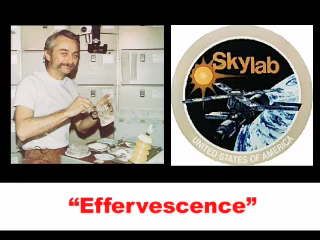 Skylab
UNITED STATES OF AMERICA
“Effervescence”